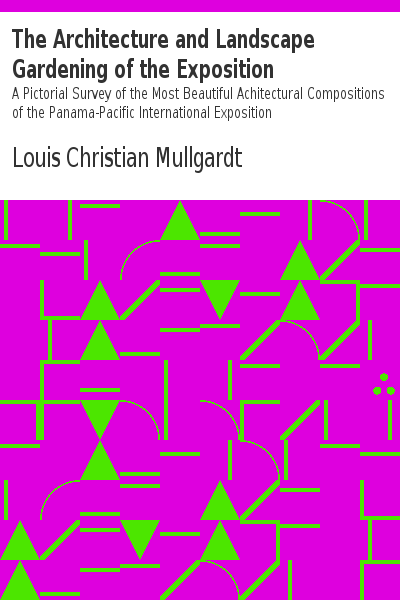 The Architecture and Landscape
Gardening of the Exposition
A Pictorial Survey of the Most Beautiful Achitectural Compositions
of the Panama-Pacific International Exposition
Louis Christian Mullgardt